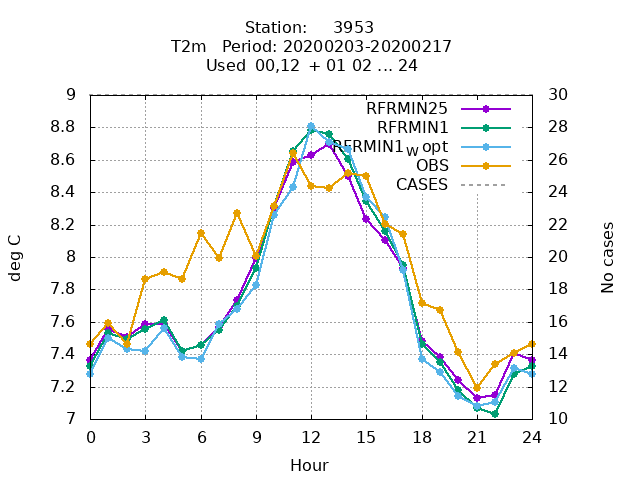 Station:     3953
T2m   Period: 20200203-20200217
Used  00,12  + 01 02 ... 24
9
8.8
8.6
8.4
8.2
8
7.8
7.6
7.4
7.2
7
30
28
26
24
22
20
18
16
14
12
10
deg C
No cases
RFRMIN25
RFRMIN1
RFRMIN1_W opt
OBS
CASES
0 3 6 9 12 15 18 21 24
Hour